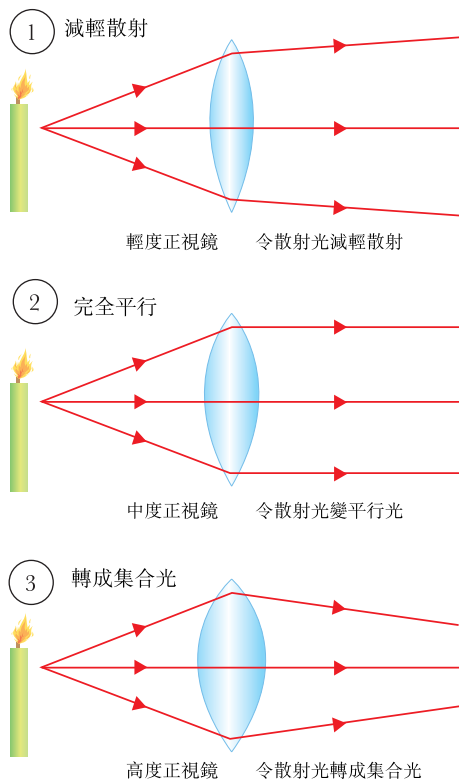 1 減輕散射
輕度正視鏡 令散射光減輕散射
2 完全平行
中度正視鏡 令散射光變平行光
3 轉成集合光
高度正視鏡 令散射光轉成集合光